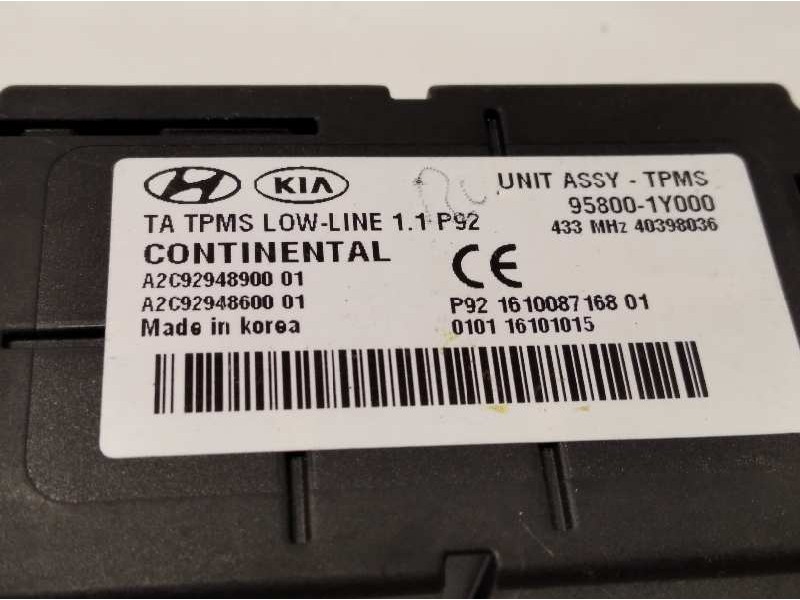 KIA
UNIT ASSY - TPMS
95800-1Y000
433 MHz 40398036
TA TPMS LOW-LINE 1.1 P92
CONTINENTAL
A2C92948900 01
A2C92948600 01
Made in korea
CE
P92 1610087168 01
0101 16101015